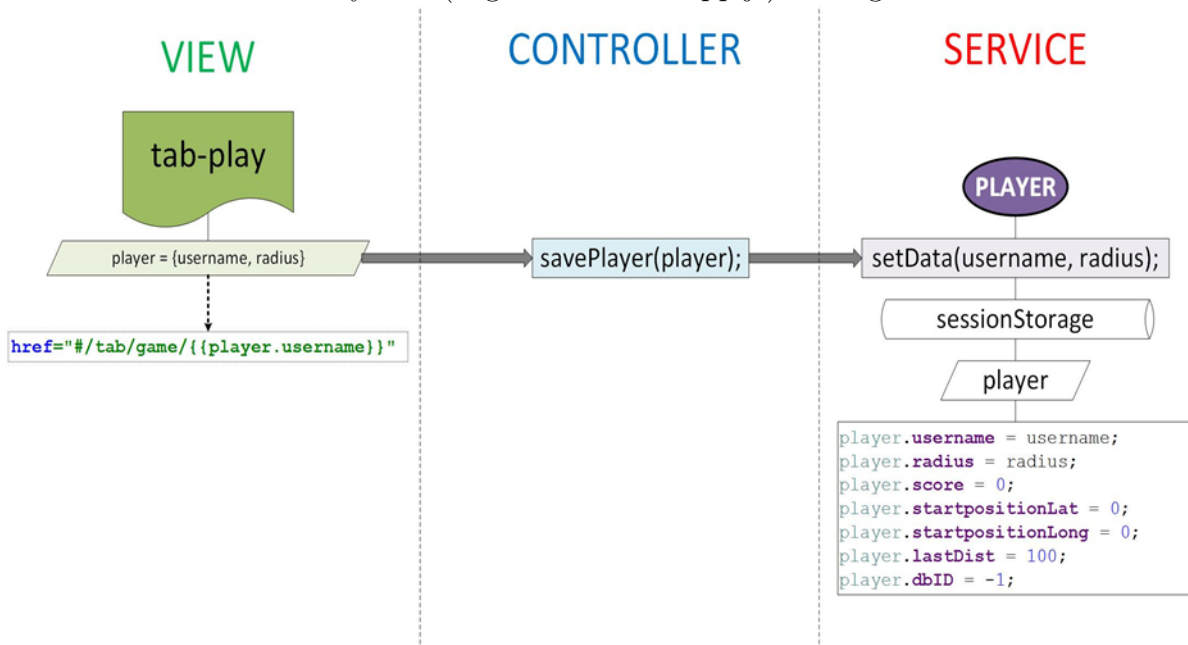 VIEW
CONTROLLER
SERVICE
tab-play
PLAYER
player = {username, radius}
savePlayer(player);
setData(username, radius);
sessionStorage
href="#/tab/game/{{player.username}}"
player
player.username = username;
player.radius = radius;
player.score = 0;
player.startpositionLat = 0;
player.startpositionLong = 0;
player.lastDist = 100;
player.dbID = -1;